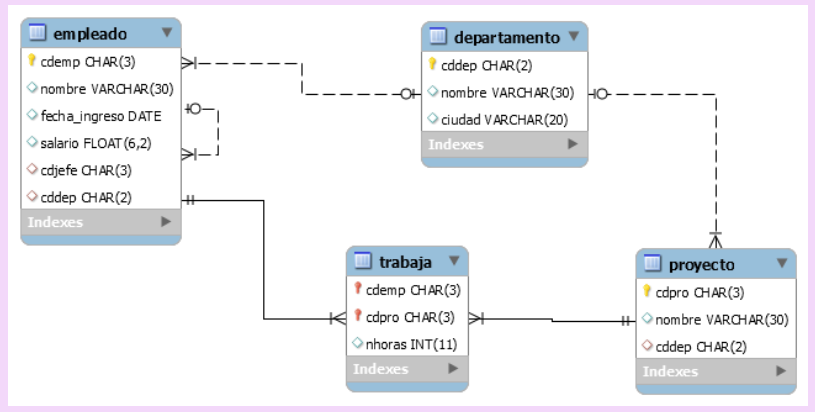 empleado
cdemp CHAR(3)
nombre VARCHAR(30)
fecha_ingreso DATE
salario FLOAT(6,2)
cdjefe CHAR(3)
cddep CHAR(2)
Indexes
departamento
cddep CHAR(2)
nombre VARCHAR(30)
ciudad VARCHAR(20)
Indexes
trabaja
cdemp CHAR(3)
cdpro CHAR(3)
nhoras INT(11)
Indexes
proyecto
cdpro CHAR(3)
nombre VARCHAR(30)
cddep CHAR(2)
Indexes